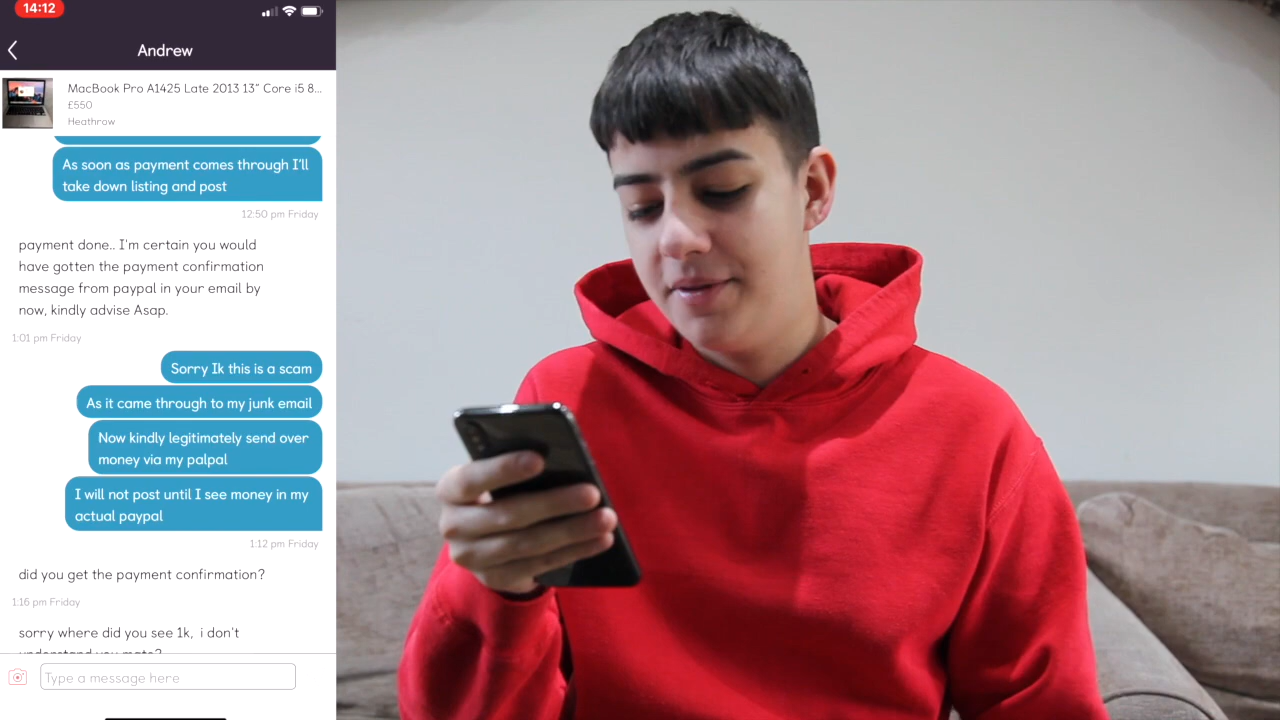 14:12
Andrew
MacBook Pro A1425 Late 2013 13" Core i5 8...
£550
Heathrow
As soon as payment comes through I'll
take down listing and post
12:50 pm Friday
payment done.. I'm certain you would
have gotten the payment confirmation
message from paypal in your email by
now, kindly advise Asap.
1:01 pm Friday
Sorry Ik this is a scam
As it came through to my junk email
Now kindly legitimately send over
money via my palpal
I will not post until I see money in my
actual paypal
1:12 pm Friday
did you get the payment confirmation?
1:16 pm Friday
sorry where did you see 1k, i don't
understand you mate?
Type a message here